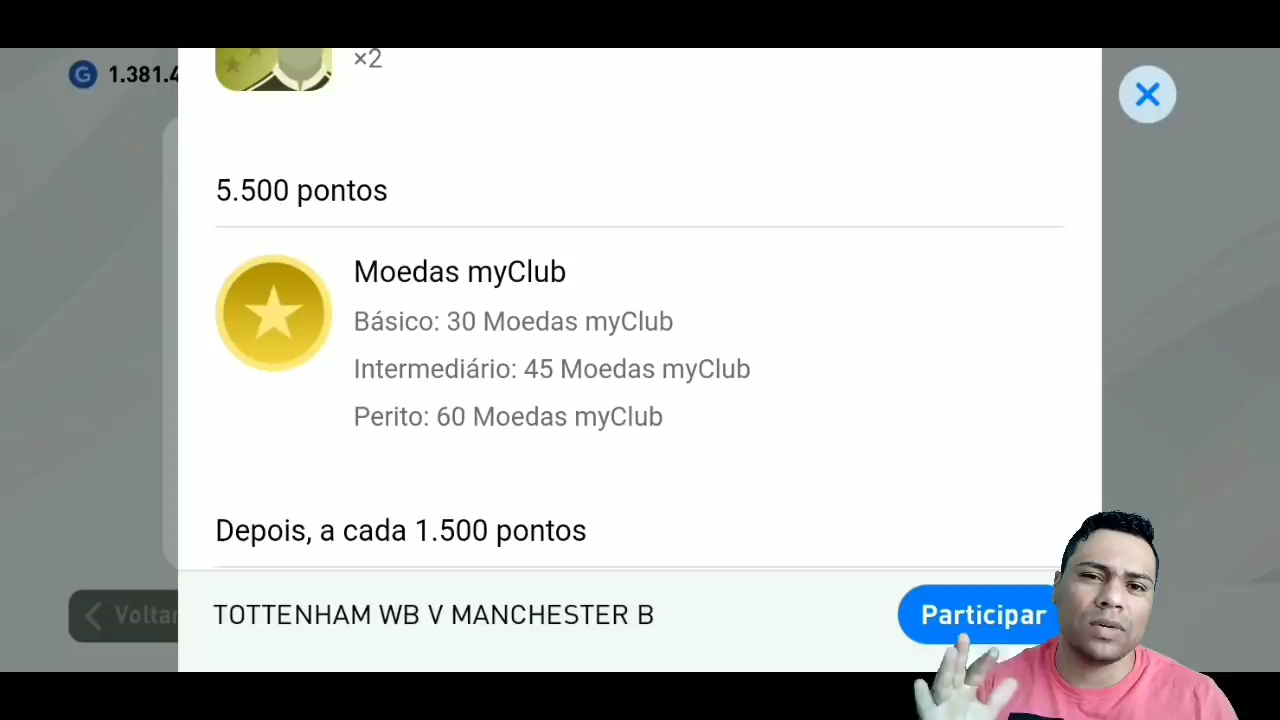 ×2
G 1.381.4
5.500 pontos
Moedas myClub
Básico: 30 Moedas myClub
Intermediário: 45 Moedas myClub
Perito: 60 Moedas myClub
Depois, a cada 1.500 pontos
Voltar
TOTTENHAM WB V MANCHESTER B
Participar